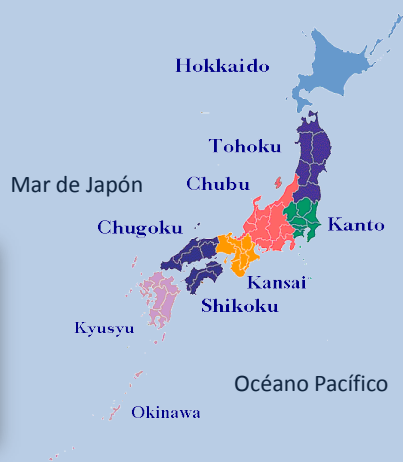 Hokkaido
Tohoku
Mar de Japón
Chubu
Chugoku
Kanto
Kansai
Shikoku
Kyusyu
Océano Pacífico
Okinawa